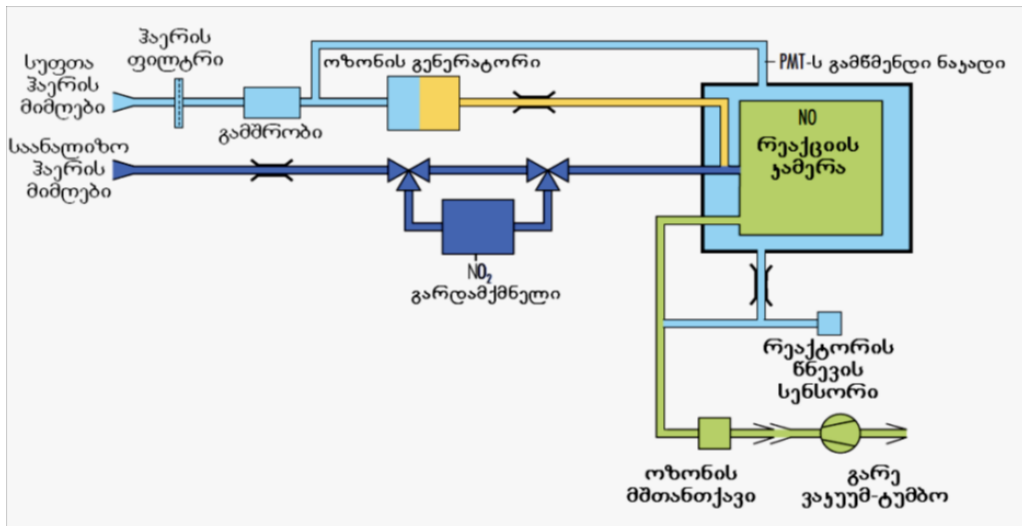 სუფთა
ჰაერის
მიმღები
ჰაერის
ფილტრი
გამშრობი
ოზონის გენერატორი
PMT-ს გამწმენდი ნაკადი
საანალიზო
ჰაერის
მიმღები
NO₂
გარდამქმნელი
NO
რეაქციის
კამერა
რეაქტორის
წნევის
სენსორი
ოზონის
მშთანთქავი
გარე
ვაკუუმ-ტუმბო